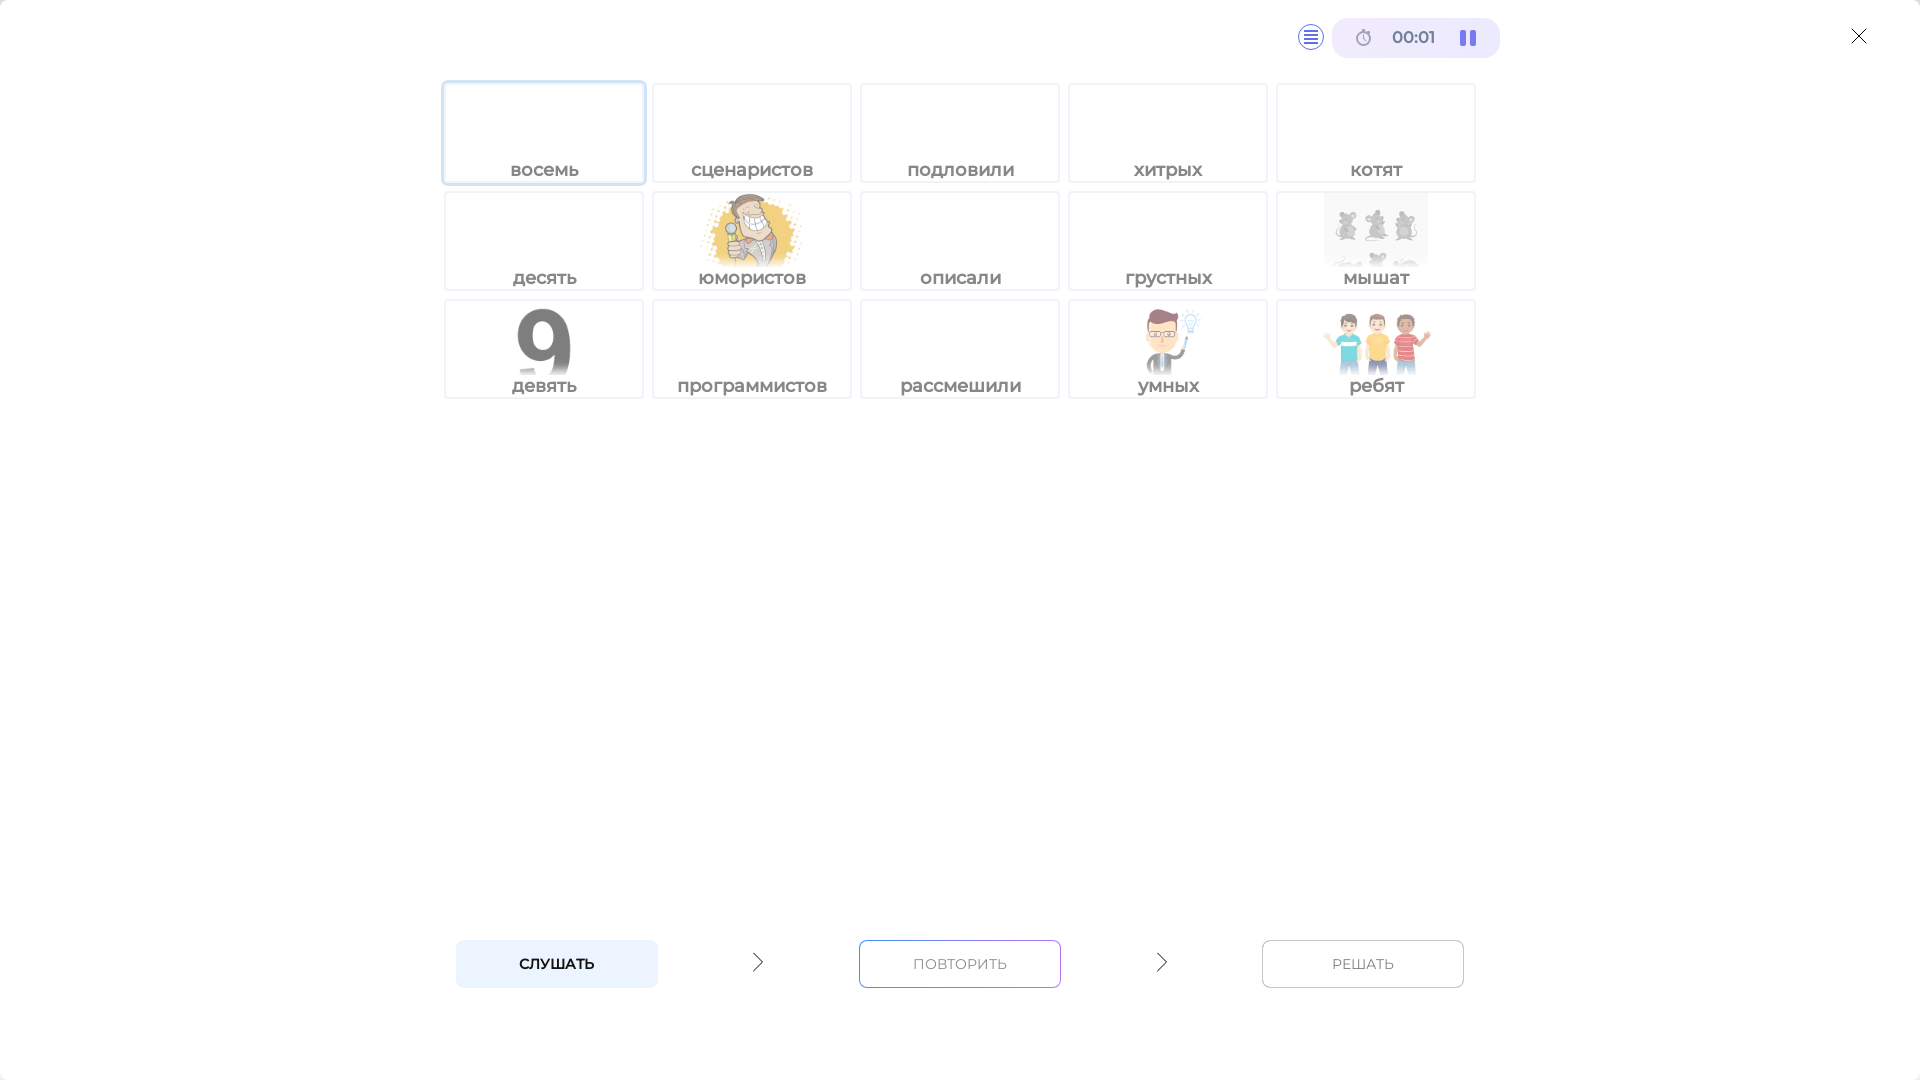 00:01
восемь сценаристов подловили хитрых котят
десять юмористов описали грустных мышат
9
девять программистов рассмешили умных ребят
СЛУШАТЬ ПОВТОРИТЬ РЕШАТЬ